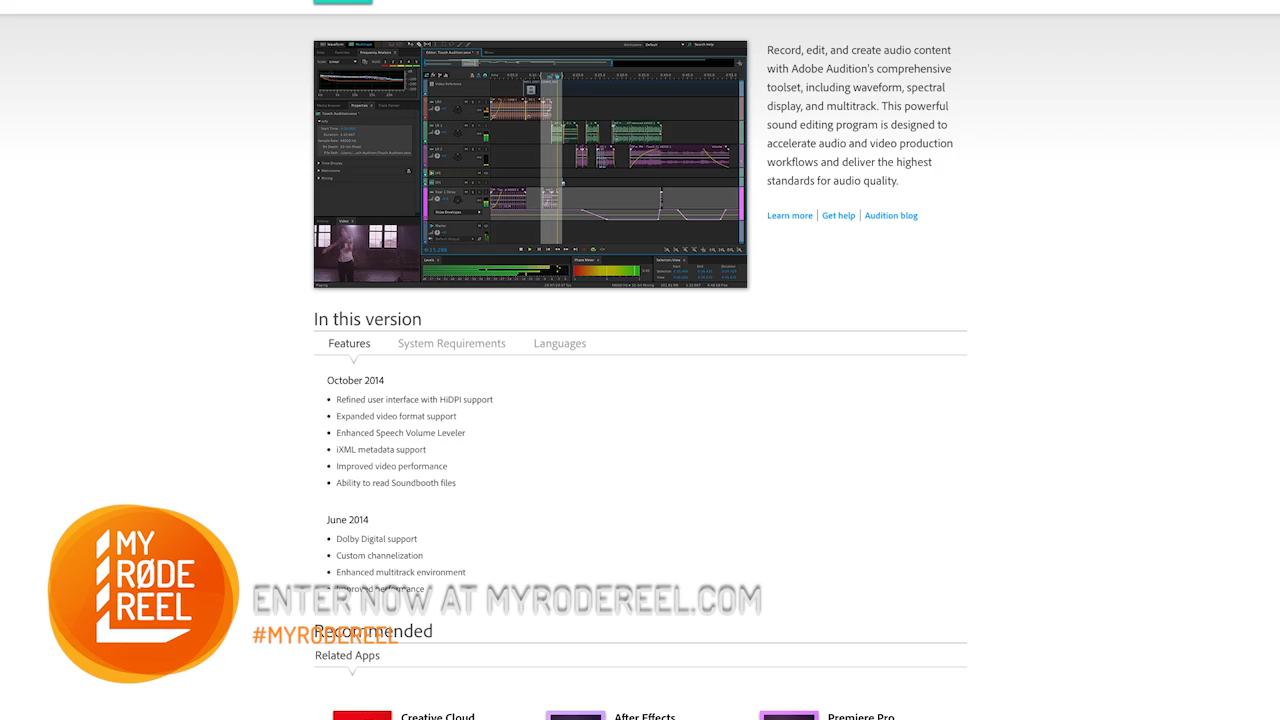 Record, edit, and create audio content
with Adobe Audition's comprehensive
toolset, including waveform, spectral
display, and multitrack. This powerful
sound editing program is designed to
accelerate audio and video production
workflows and deliver the highest
standards for audio quality.
Learn more | Get help | Audition blog
In this version
Features
System Requirements
Languages
October 2014
• Refined user interface with HiDPI support
• Expanded video format support
• Enhanced Speech Volume Leveler
• iXML metadata support
• Improved video performance
• Ability to read Soundbooth files
June 2014
• Dolby Digital support
• Custom channelization
• Enhanced multitrack environment
• Improved performance
MY
RØDE
REEL
ENTER NOW AT MYRODEREEL.COM
#MYRODEREEL
Recommended
Related Apps
Creative Cloud
After Effects
Premiere Pro